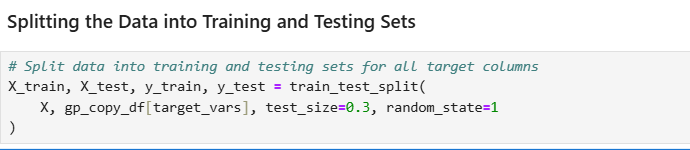 Splitting the Data into Training and Testing Sets
# Split data into training and testing sets for all target columns
X_train, X_test, y_train, y_test = train_test_split(
    X, gp_copy_df[target_vars], test_size=0.3, random_state=1
)